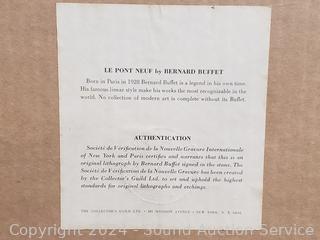 LE PONT NEUF by BERNARD BUFFET
Born in Paris in 1928 Bernard Buffet is a legend in his own time.
His famous linear style make his works the most recognizable in the
world. No collection of modern art is complete without its Buffet.
AUTHENTICATION
Société de Vérification de la Nouvelle Gravure Internationale
of New York and Paris certifies and warrants that this is an
original lithograph by Bernard Buffet signed in the stone. The
Société de Vérification de la Nouvelle Gravure has been created
by the Collector's Guild Ltd. to set and uphold the highest
standards for original lithographs and etchings.
THE COLLECTOR'S GUILD LTD. • MADISON AVENUE • NEW YORK, N.Y.
Copyright © 2024 - Sound Auction Service